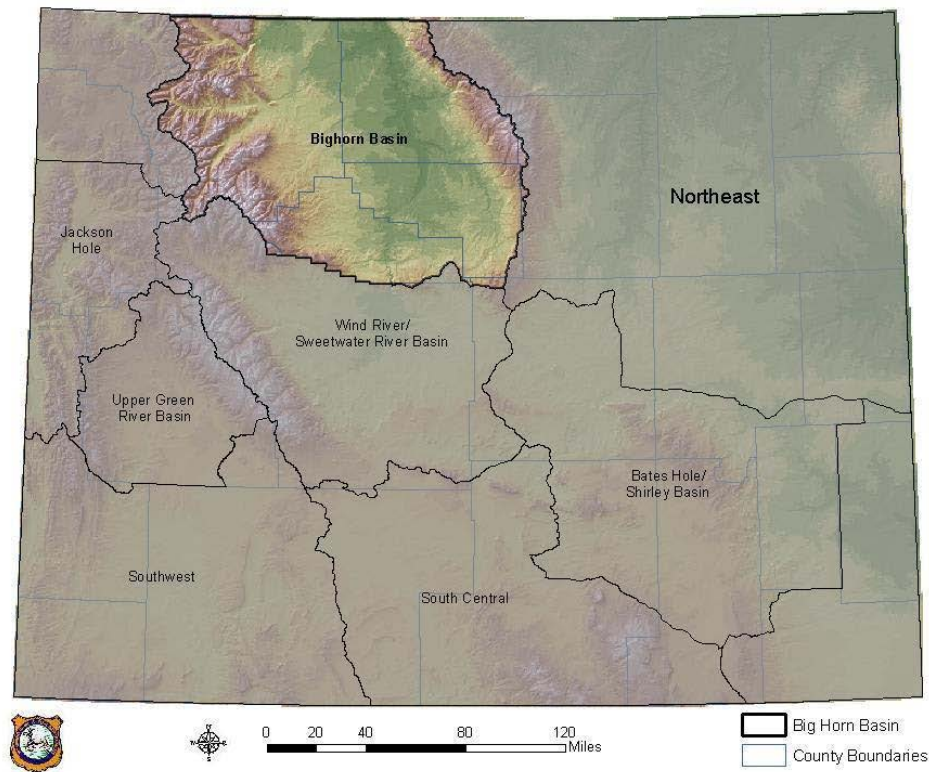 Bighorn Basin
Northeast
Jackson
Hole
Wind River/
Sweetwater River Basin
Upper Green
River Basin
Bates Hole/
Shirley Basin
Southwest
South Central
0 20 40 80 120
Miles
Big Horn Basin
County Boundaries